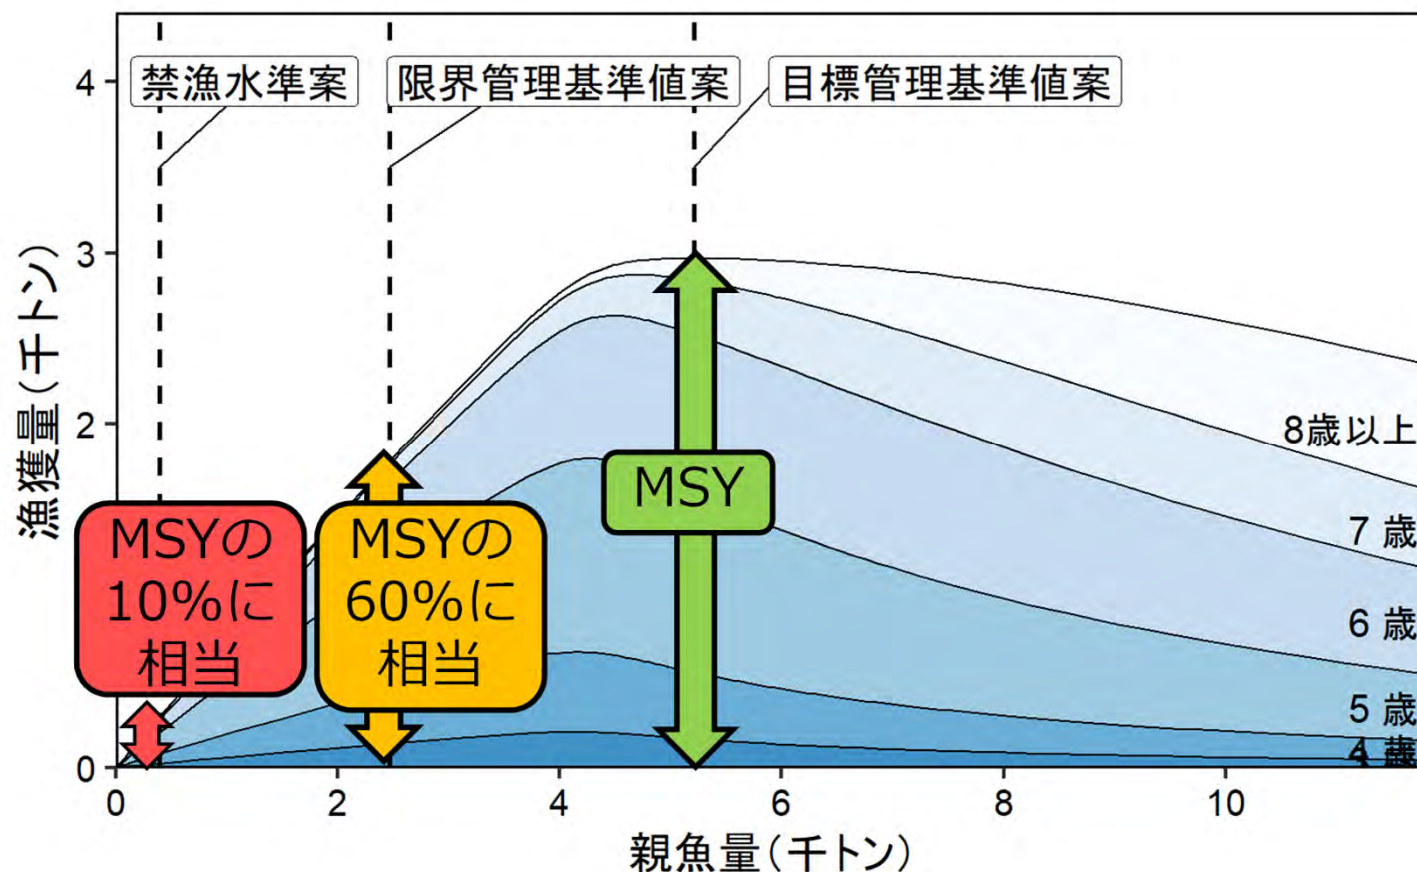 禁漁水準案
限界管理基準値案
目標管理基準値案
漁獲量(千トン)
4
3
2
0
MSYの
10%に
相当
MSYの
60%に
相当
MSY
8歳以上
7 歳
6 歳
5 歳
0
2
4
6
8
10
親魚量(千トン)